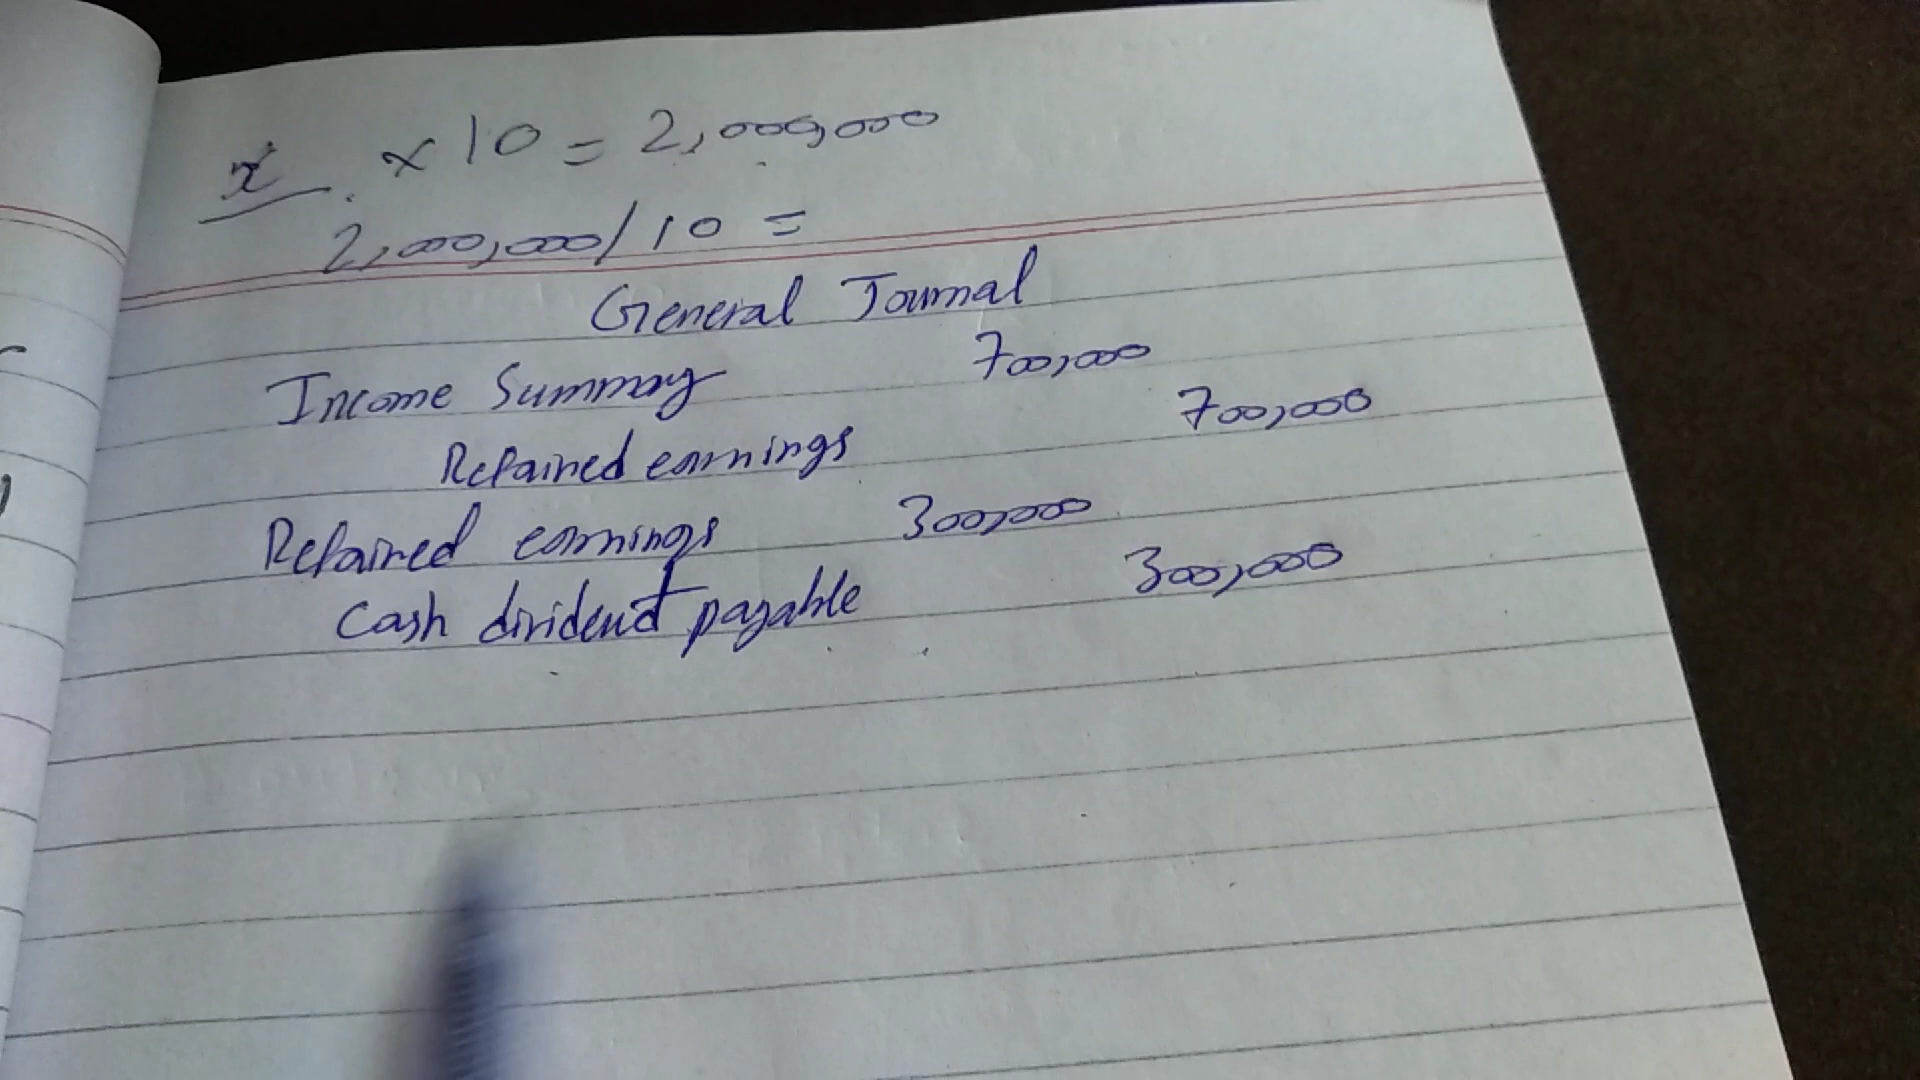 x × 10 = 2,000,000
2,000,000/10 =
General Journal
Income Summary 700,000
Retained earnings 700,000
Retained earnings 300,000
Cash dividend payable 300,000